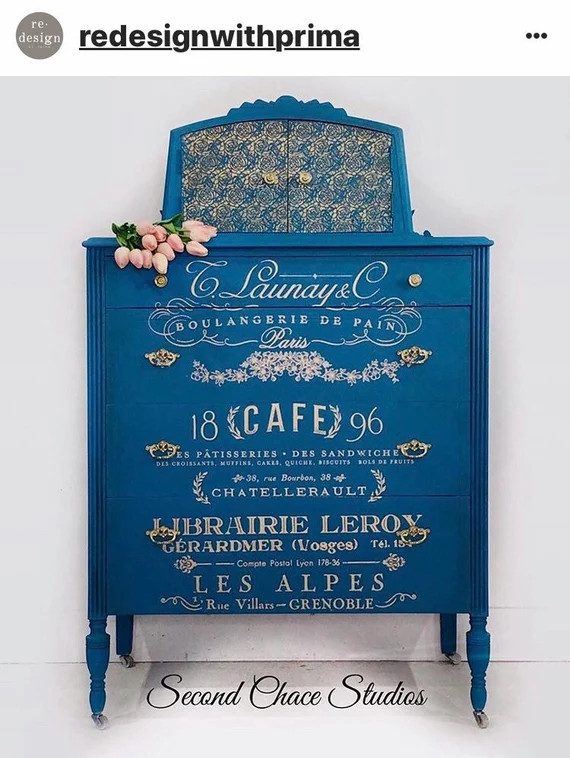 re-
design
redesignwithprima
T. Launay & C
BOULANGERIE DE PAIN
Paris
18 CAFE 96
ES PÂTISSERIES • DES SANDWICHE
DES CROISSANTS, MUFFINS, CAKES, QUICHE, BISCUITS BOLS DE FRUITS
38, rue Bourbon, 38
CHATELLERAULT
LIBRAIRIE LEROY
GÉRARDMER (Vosges) Tél.
Compte Postal Lyon 178-36
LES ALPES
Rue Villars — GRENOBLE
Second Chace Studios